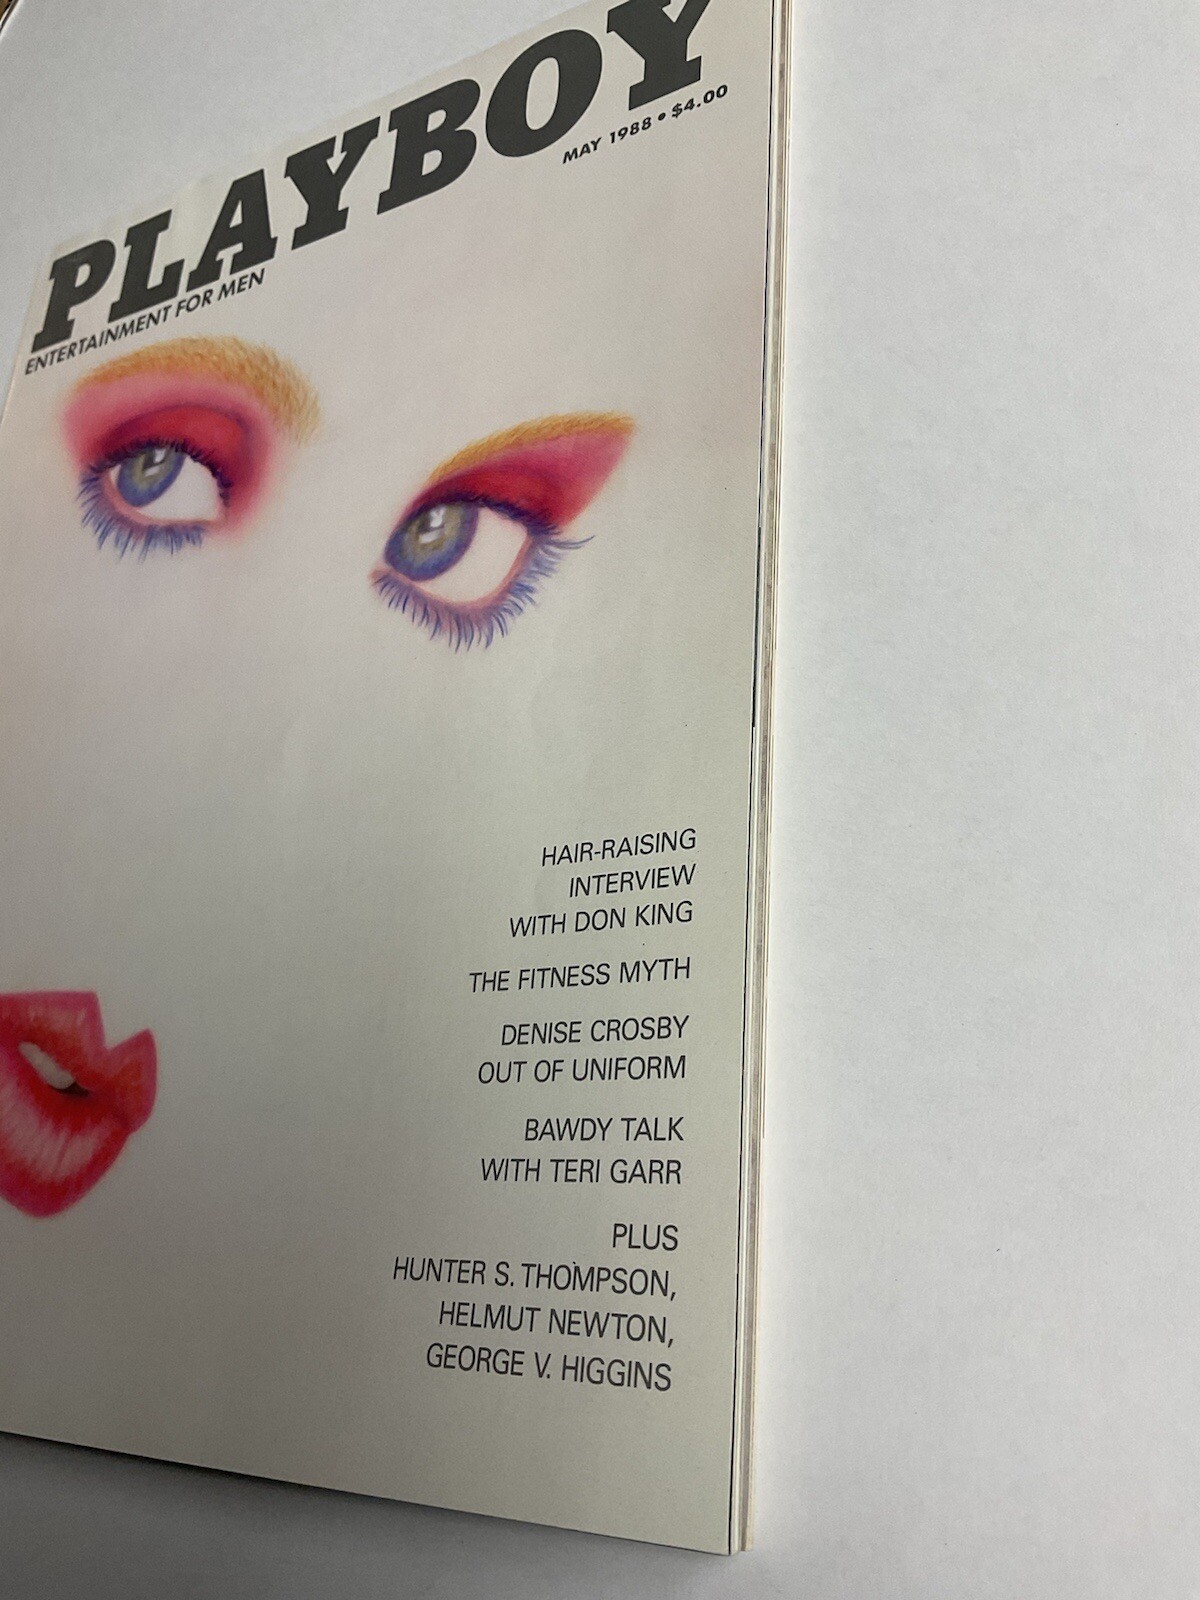 PLAYBOY
MAY 1988 • $4.00
ENTERTAINMENT FOR MEN
HAIR-RAISING
INTERVIEW
WITH DON KING
THE FITNESS MYTH
DENISE CROSBY
OUT OF UNIFORM
BAWDY TALK
WITH TERI GARR
PLUS
HUNTER S. THOMPSON,
HELMUT NEWTON,
GEORGE V. HIGGINS